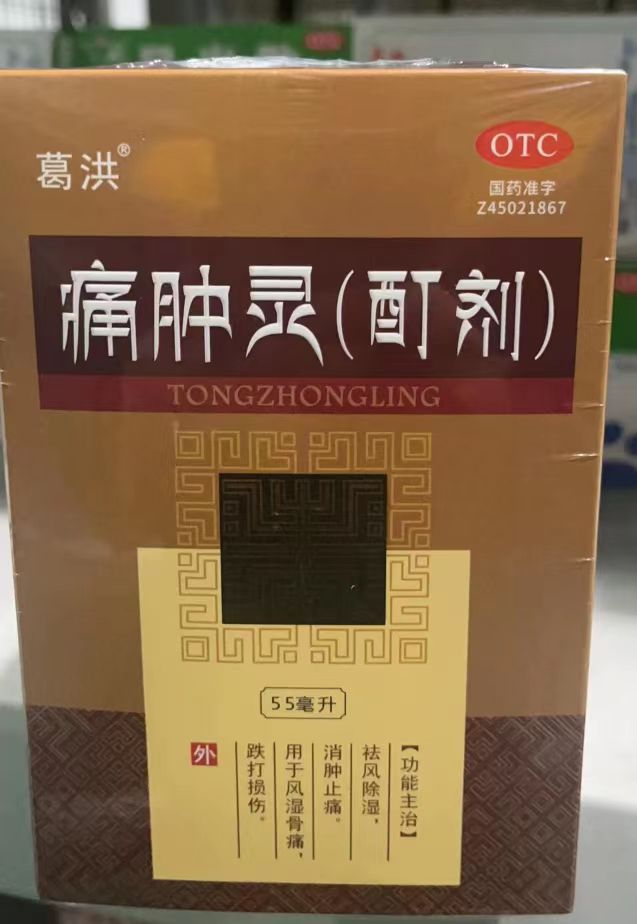 葛洪®
OTC
国药准字
Z45021867
痛肿灵(酊剂)
TONGZHONGLING
55毫升
【功能主治】
祛风除湿,
消肿止痛。
用于风湿骨痛,
跌打损伤。
外
OTC